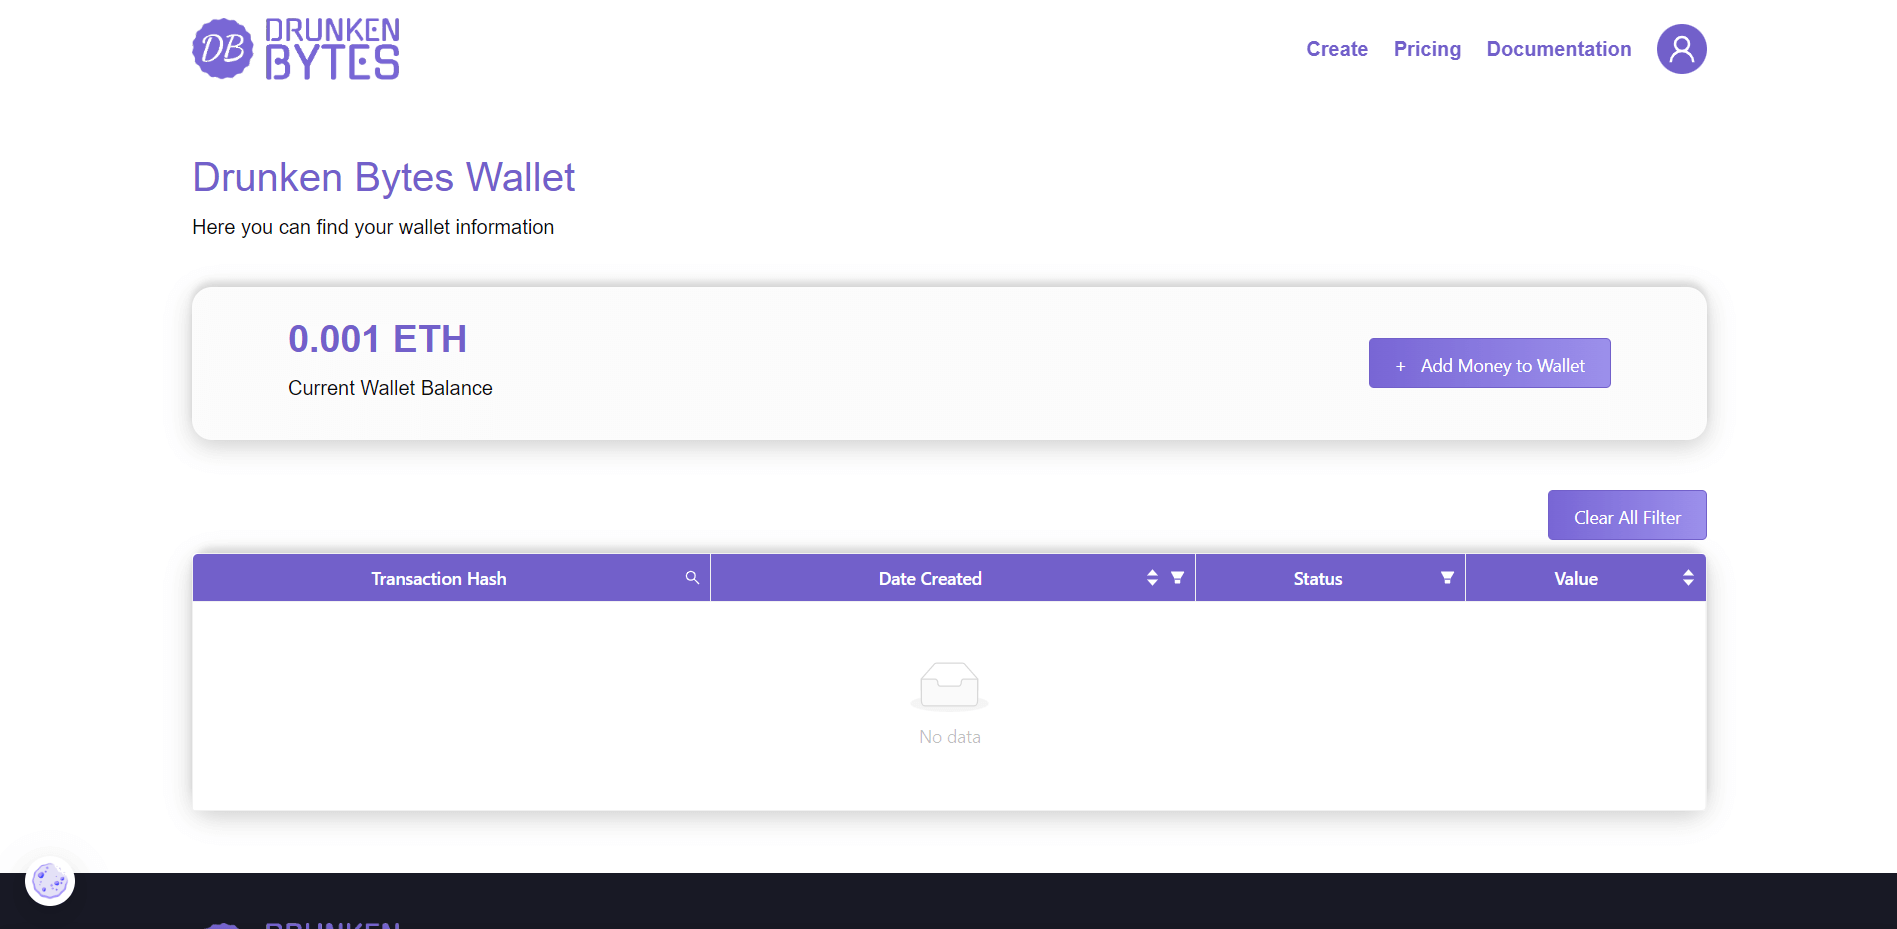 DB DRUNKEN
BYTES
Create Pricing Documentation
Drunken Bytes Wallet
Here you can find your wallet information
0.001 ETH
Current Wallet Balance
+ Add Money to Wallet
Clear All Filter
Transaction Hash Date Created Status Value
No data
DRUNKEN